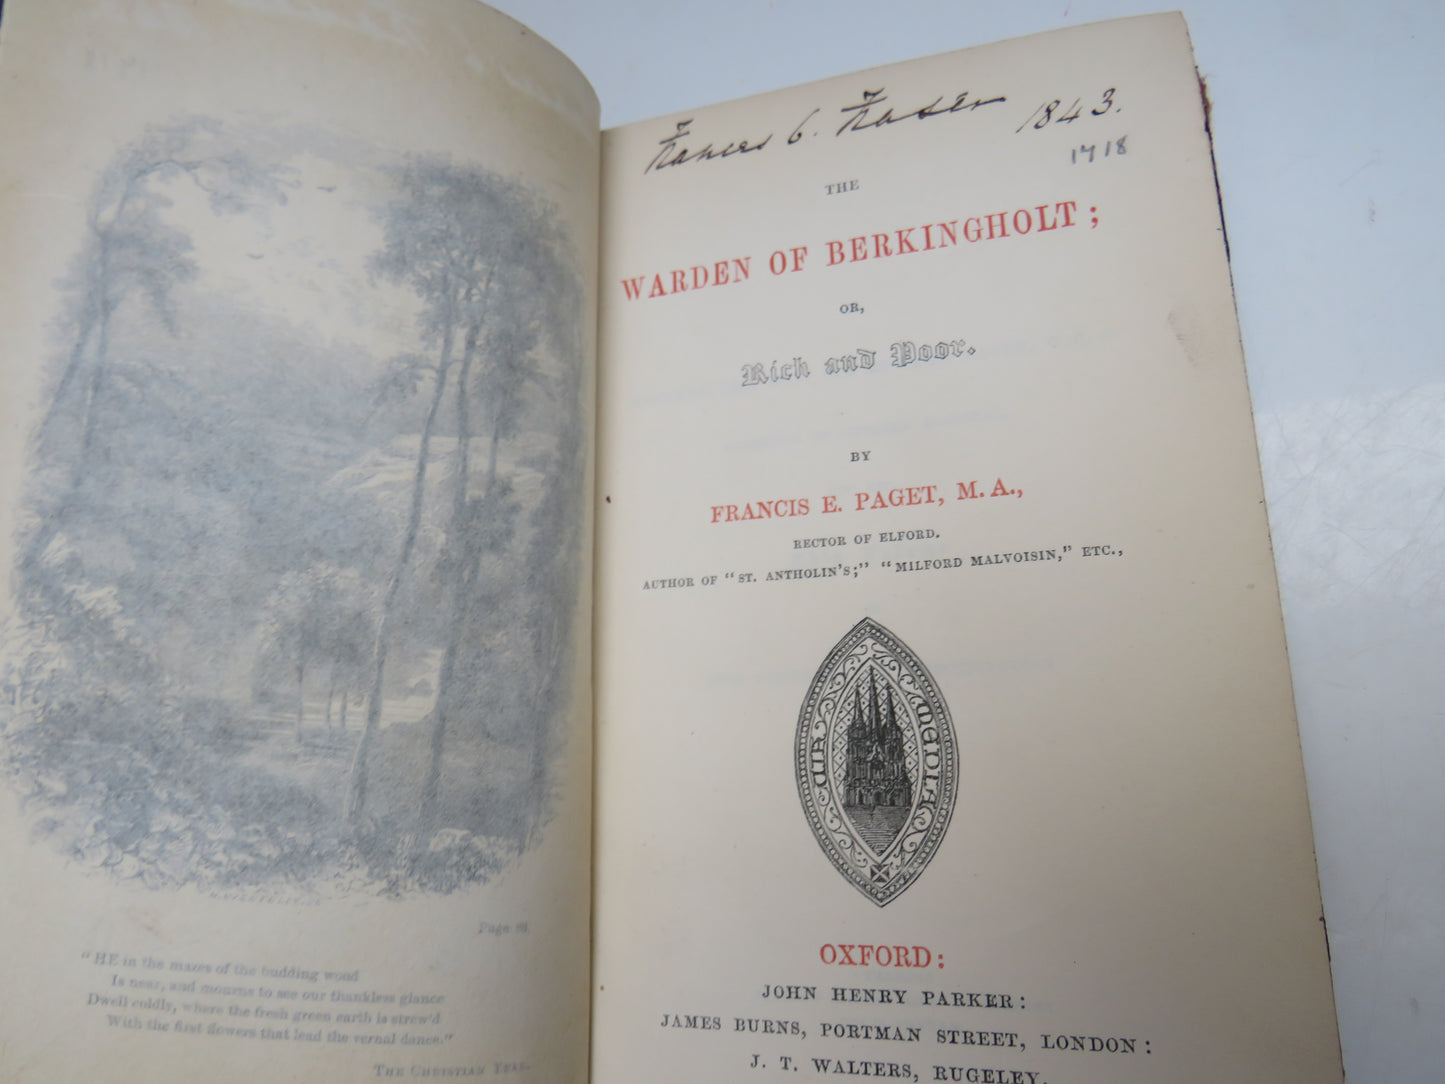 "HE in the mazes of the budding wood
Is near, and mourns to see our thankless glance
Dwell coldly, where the fresh green earth is strew'd
With the first flowers that lead the vernal dance."
THE CHRISTIAN YEAR.
Frances C. Fraser 1843.
1718
THE
WARDEN OF BERKINGHOLT;
OR,
Rich and Poor.
BY
FRANCIS E. PAGET, M.A.,
RECTOR OF ELFORD.
AUTHOR OF "ST. ANTHOLIN'S;" "MILFORD MALVOISIN," ETC.,
OXFORD:
JOHN HENRY PARKER:
JAMES BURNS, PORTMAN STREET, LONDON:
J. T. WALTERS, RUGELEY.